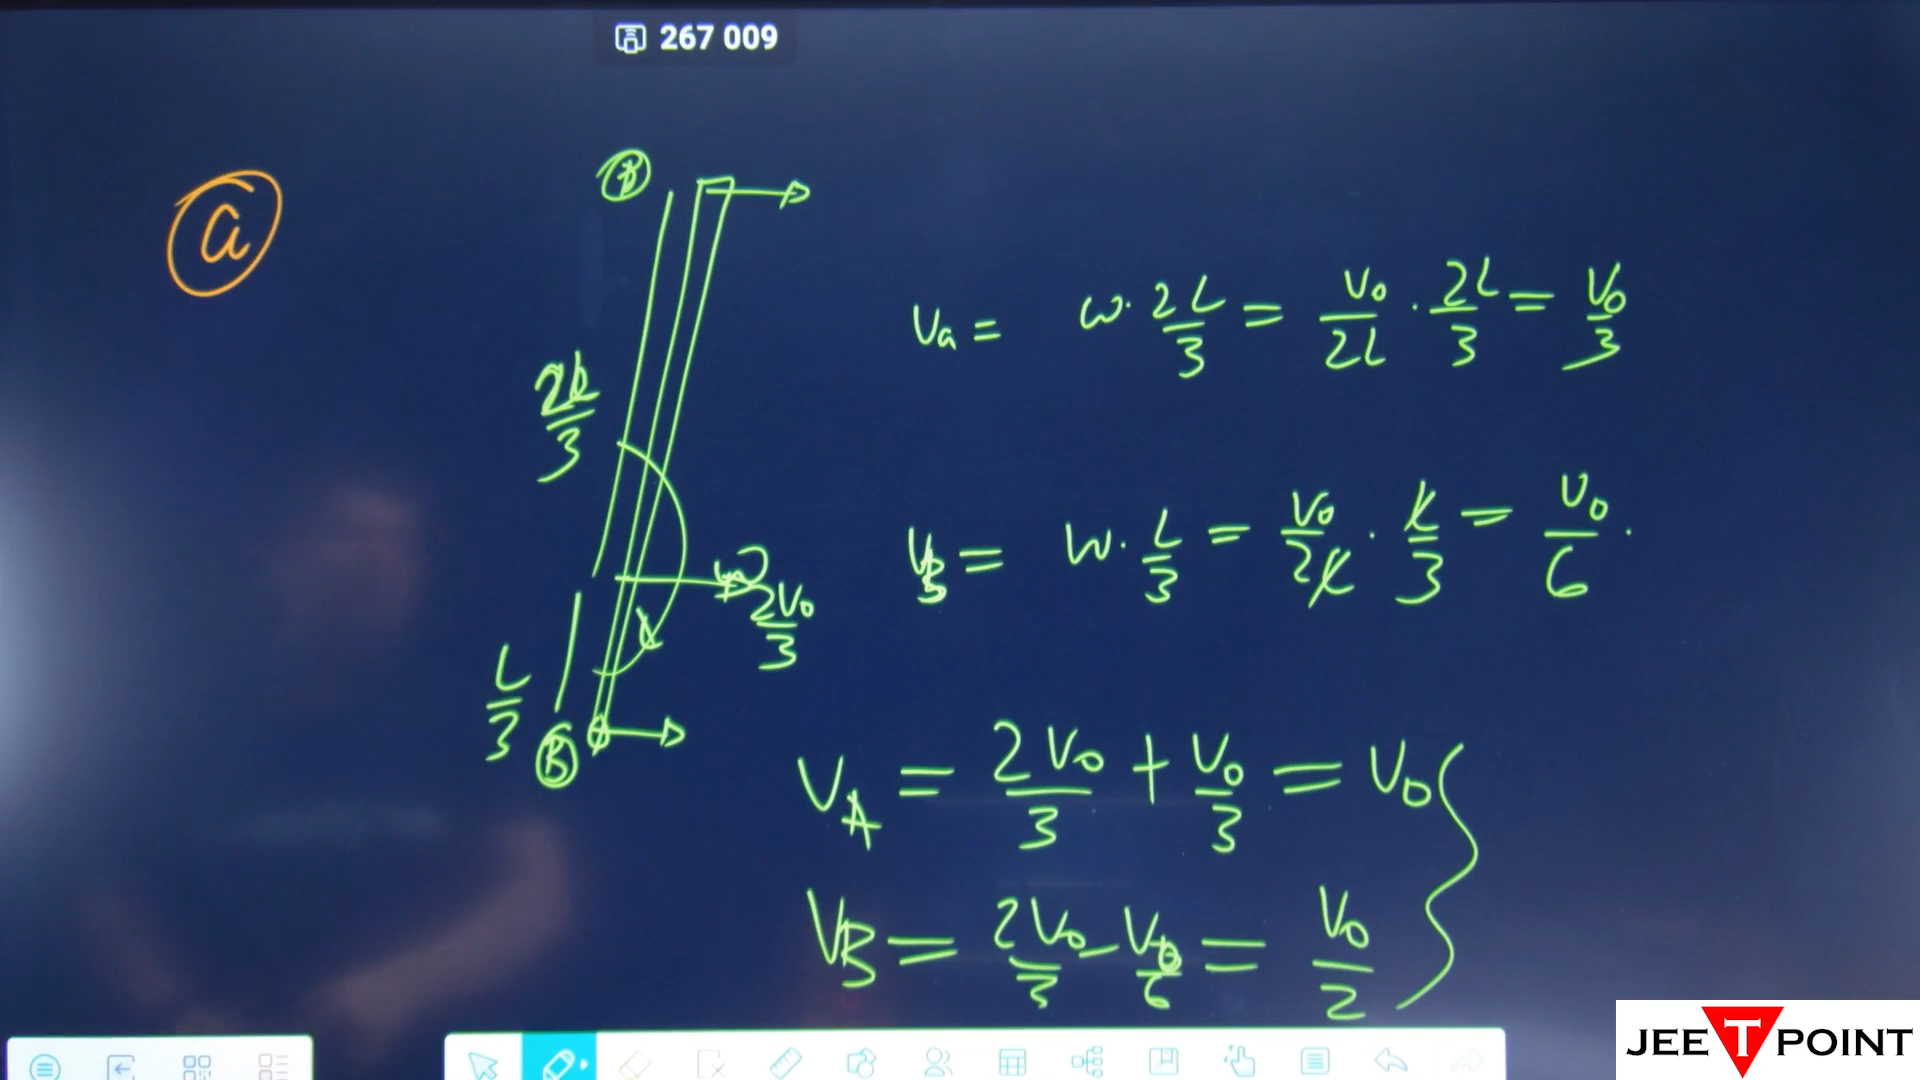 267 009
a
A
2L/3
ω
2V₀/3
L/3
B
Va = ω · 2L/3 = V₀/2L · 2L/3 = V₀/3
VB = ω · L/3 = V₀/2L · L/3 = V₀/6 .
VA = 2V₀/3 + V₀/3 = V₀
VB = 2V₀/3 - V₀/6 = V₀/2
JEE T POINT